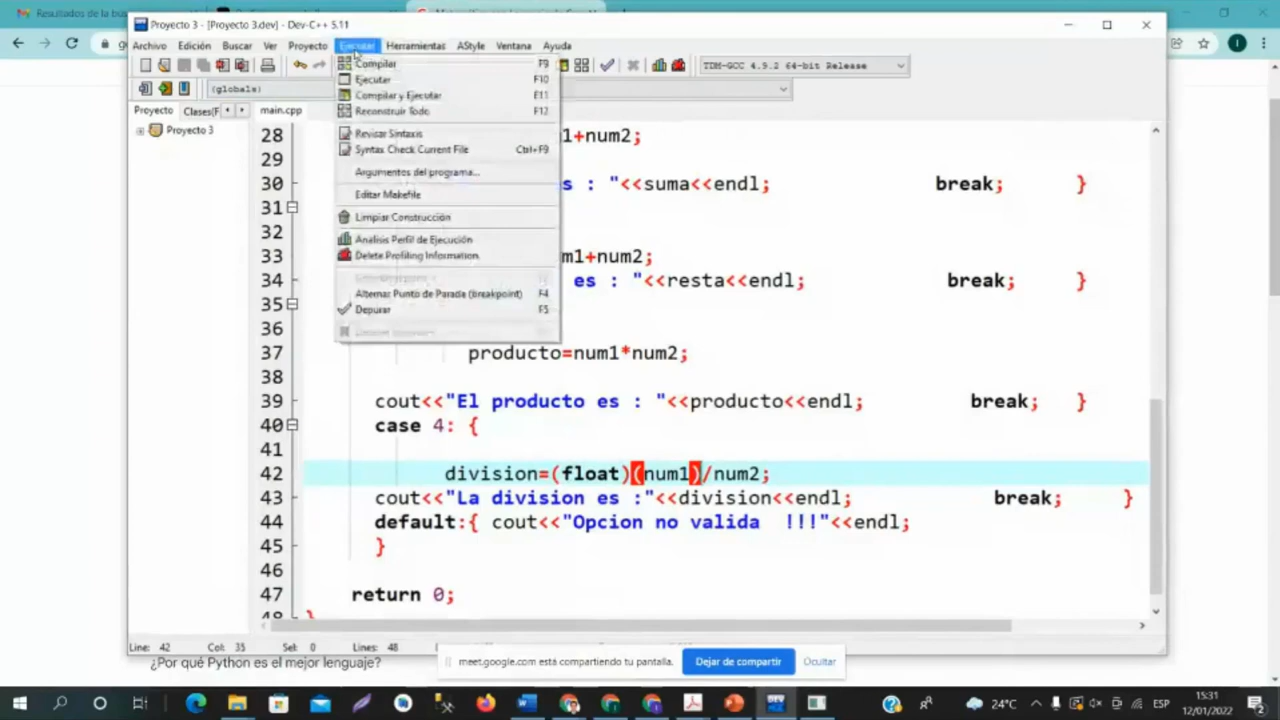 Resultados de la bús
Proyecto 3 - [Proyecto 3.dev] - Dev-C++ 5.11
Archivo Edición Buscar Ver Proyecto Ejecutar Herramientas AStyle Ventana Ayuda
TDM-GCC 4.9.2 64-bit Release
(globals)
Proyecto Clases(F
main.cpp
Proyecto 3
Compilar F9
Ejecutar F10
Compilar y Ejecutar F11
Reconstruir Todo F12
Revisar Sintaxis
Syntax Check Current File Ctrl+F9
Argumentos del programa...
Editar Makefile
Limpiar Construcción
Análisis Perfil de Ejecución
Delete Profiling Information
Alternar Punto de Parada (breakpoint) F4
Depurar F5
28 1+num2;
29
30 s : "<<suma<<endl; break; }
31
32
33 m1+num2;
34 es : "<<resta<<endl; break; }
35
36
37 producto=num1*num2;
38
39 cout<<"El producto es : "<<producto<<endl; break; }
40 case 4: {
41
42 division=(float)(num1)/num2;
43 cout<<"La division es :"<<division<<endl; break; }
44 default:{ cout<<"Opcion no valida !!!"<<endl;
45 }
46
47 return 0;
48 }
Line: 42 Col: 35 Sel: 0 Lines: 48
¿Por qué Python es el mejor lenguaje?
meet.google.com está compartiendo tu pantalla. Dejar de compartir Ocultar
24°C ESP 15:31
12/01/2022